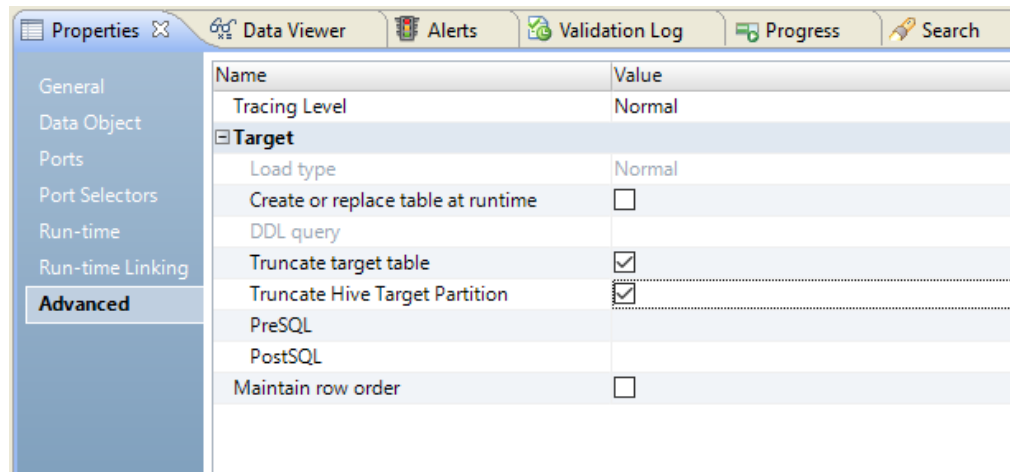 Properties Data Viewer Alerts Validation Log Progress Search
General
Data Object
Ports
Port Selectors
Run-time
Run-time Linking
Advanced
Name Value
Tracing Level Normal
Target
Load type Normal
Create or replace table at runtime
DDL query
Truncate target table
Truncate Hive Target Partition
PreSQL
PostSQL
Maintain row order